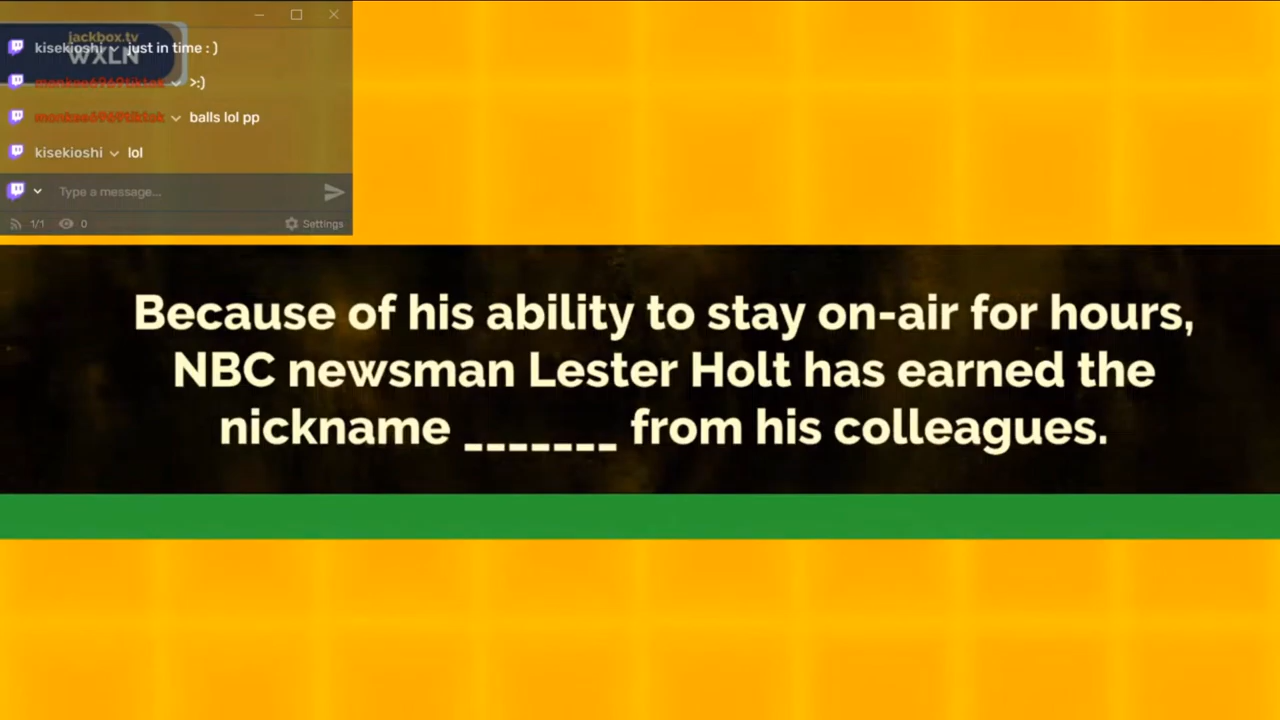 jackbox.tv
WXLN
kisekioshi just in time : )
monkee6969tiktok >:)
monkee6969tiktok balls lol pp
kisekioshi lol
Type a message...
1/1 0 Settings
Because of his ability to stay on-air for hours,
NBC newsman Lester Holt has earned the
nickname _______ from his colleagues.